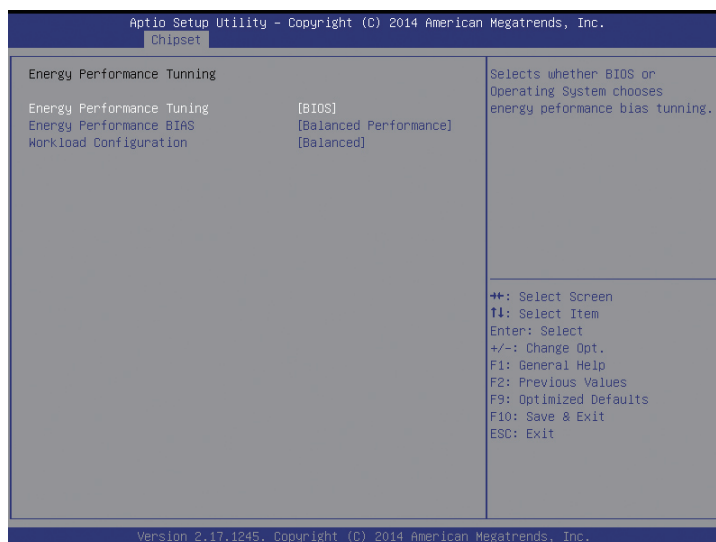 Aptio Setup Utility – Copyright (C) 2014 American Megatrends, Inc.
Chipset
Energy Performance Tunning
Energy Performance Tuning [BIOS]
Energy Performance BIAS [Balanced Performance]
Workload Configuration [Balanced]
Selects whether BIOS or
Operating System chooses
energy peformance bias tunning.
→←: Select Screen
↑↓: Select Item
Enter: Select
+/-: Change Opt.
F1: General Help
F2: Previous Values
F9: Optimized Defaults
F10: Save & Exit
ESC: Exit
Version 2.17.1245. Copyright (C) 2014 American Megatrends, Inc.